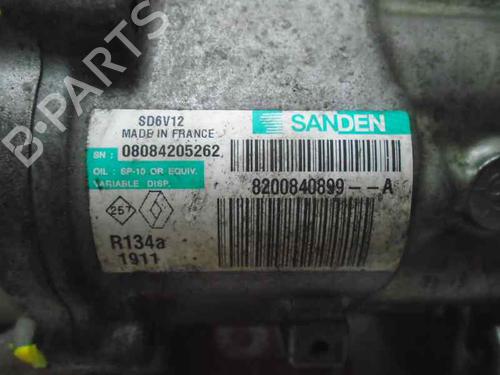 SD6V12
MADE IN FRANCE
SANDEN
SN : 08084205262
OIL : SP-10 OR EQUIV.
VARIABLE DISP.
8200840899--A
257
R134a
1911
B-PARTS